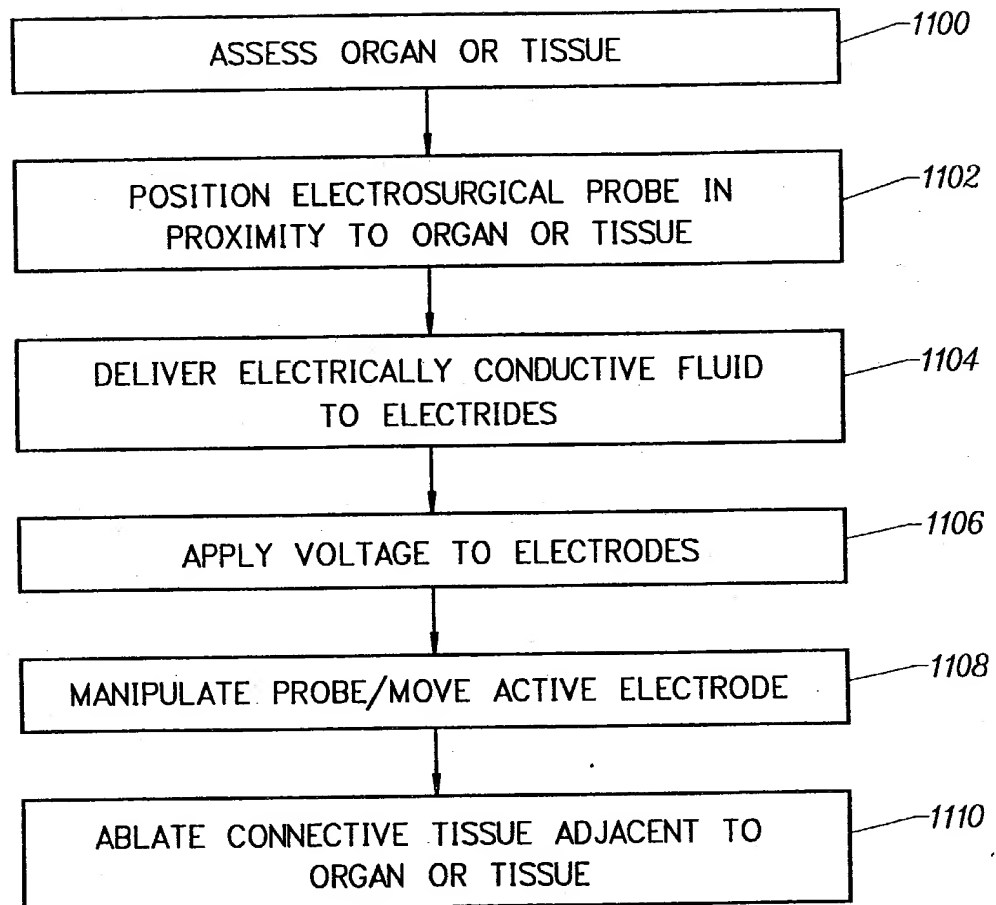 1100
ASSESS ORGAN OR TISSUE
1102
POSITION ELECTROSURGICAL PROBE IN
PROXIMITY TO ORGAN OR TISSUE
1104
DELIVER ELECTRICALLY CONDUCTIVE FLUID
TO ELECTRIDES
1106
APPLY VOLTAGE TO ELECTRODES
1108
MANIPULATE PROBE/MOVE ACTIVE ELECTRODE
1110
ABLATE CONNECTIVE TISSUE ADJACENT TO
ORGAN OR TISSUE